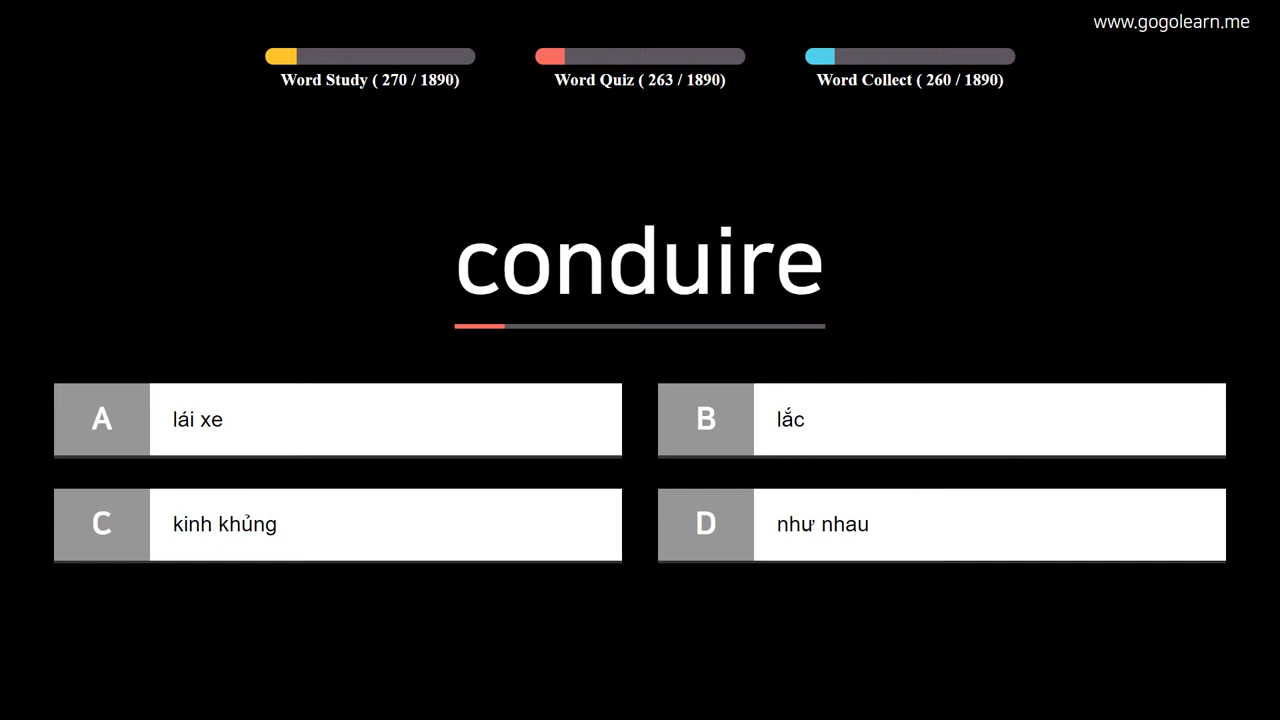 www.gogolearn.me
Word Study ( 270 / 1890)
Word Quiz ( 263 / 1890)
Word Collect ( 260 / 1890)
conduire
A lái xe
B lắc
C kinh khủng
D như nhau